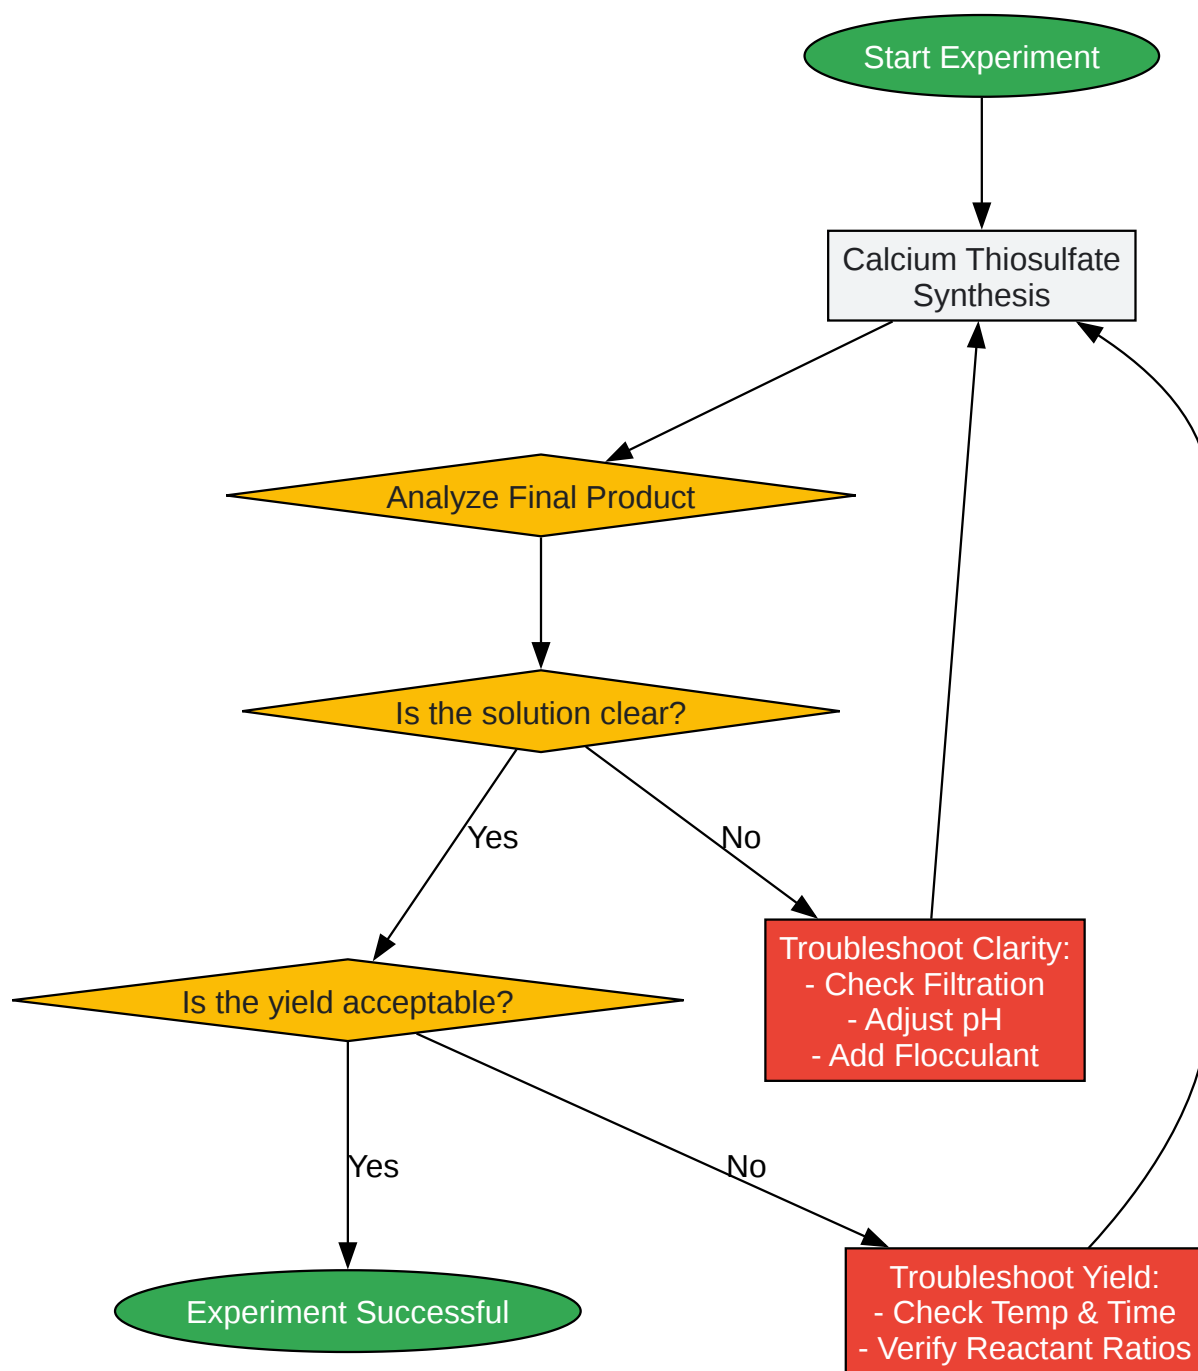 Start Experiment
Calcium Thiosulfate
Synthesis
Analyze Final Product
Is the solution clear?
Yes
No
Troubleshoot Clarity:
- Check Filtration
- Adjust pH
- Add Flocculant
Is the yield acceptable?
Yes
No
Experiment Successful
Troubleshoot Yield:
- Check Temp & Time
- Verify Reactant Ratios